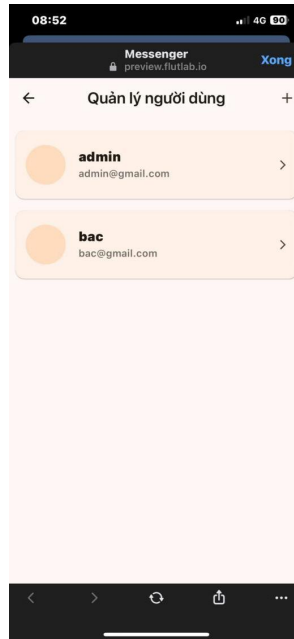 08:52
4G 90
Messenger
preview.flutlab.io
Xong
Quản lý người dùng
admin
admin@gmail.com
bac
bac@gmail.com